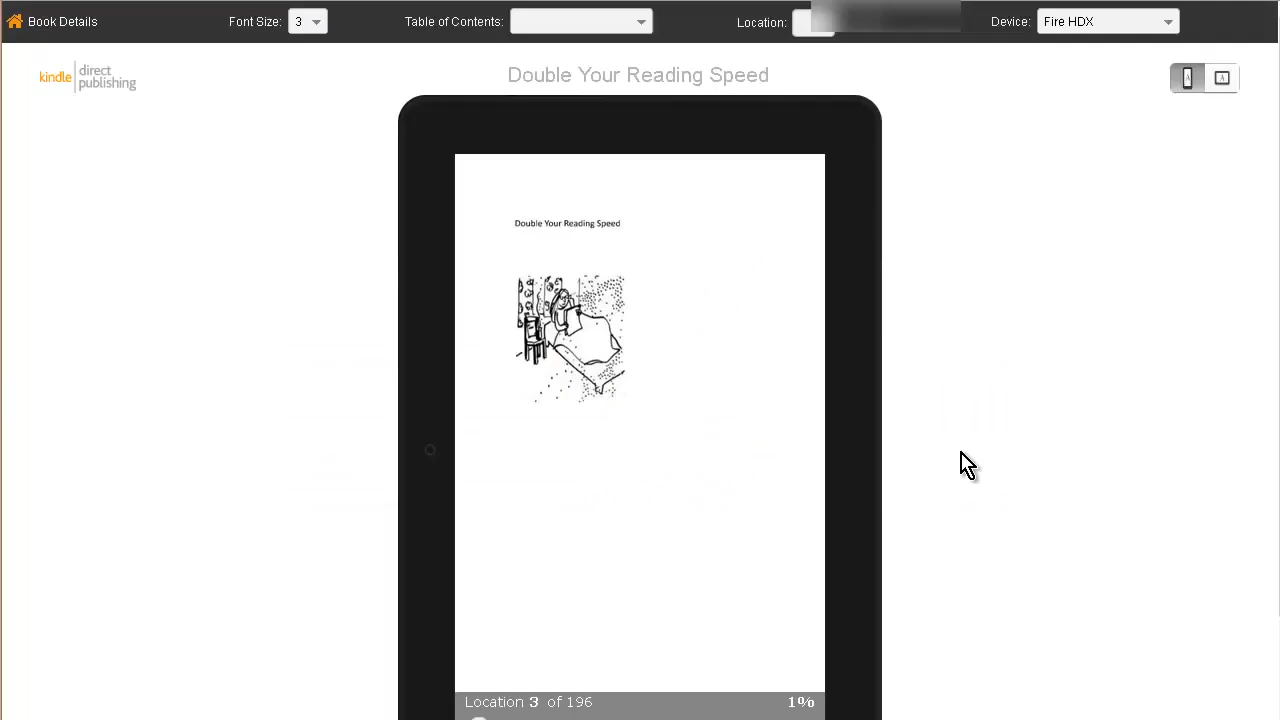 Book Details Font Size: 3 Table of Contents: Location: Device: Fire HDX
kindle direct publishing
Double Your Reading Speed
Double Your Reading Speed
Location 3 of 196 1%